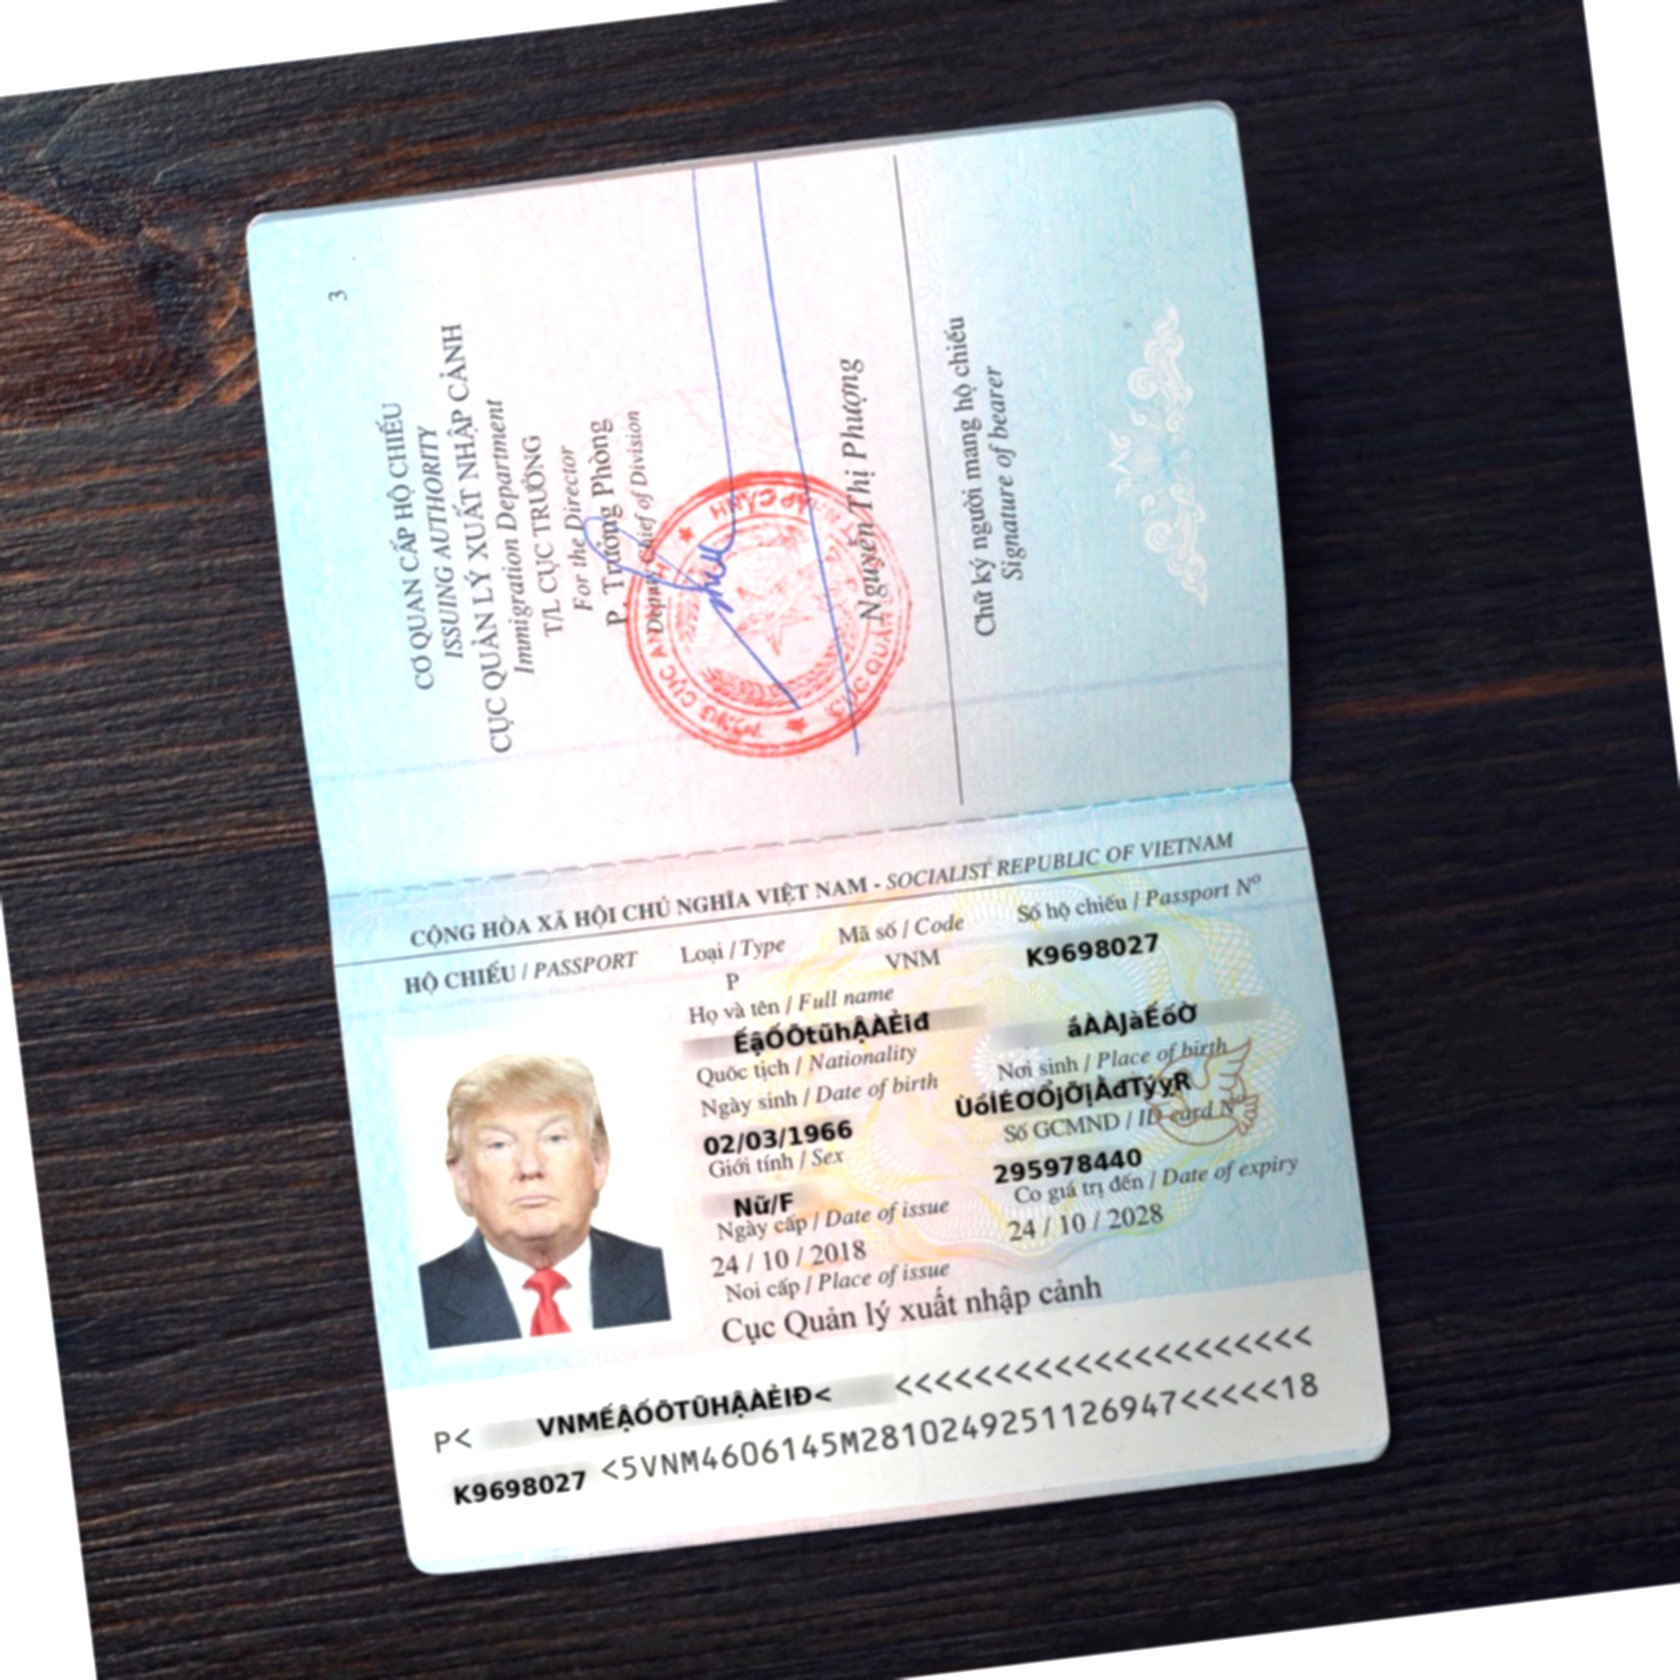 3
CƠ QUAN CẤP HỘ CHIẾU
ISSUING AUTHORITY
CỤC QUẢN LÝ XUẤT NHẬP CẢNH
Immigration Department
T/L CỤC TRƯỞNG
For the Director
P. Trưởng Phòng
Chief of Division
Nguyễn Thị Phượng
Chữ ký người mang hộ chiếu
Signature of bearer
CỘNG HÒA XÃ HỘI CHỦ NGHĨA VIỆT NAM - SOCIALIST REPUBLIC OF VIETNAM
HỘ CHIẾU / PASSPORT Loại / Type Mã số / Code Số hộ chiếu / Passport Nº
P VNM K9698027
Họ và tên / Full name
ẾậỐÕtũhẬÀẺIđ ắÀÀJàẾốỜ
Quốc tịch / Nationality Nơi sinh / Place of birth
Ngày sinh / Date of birth
02/03/1966 Số GCMND / ID card Nº
Giới tính / Sex 295978440
Nữ/F Có giá trị đến / Date of expiry
Ngày cấp / Date of issue 24 / 10 / 2028
24 / 10 / 2018
Noi cấp / Place of issue
Cục Quản lý xuất nhập cảnh
P< VNMẾẬỐÕTŨHẬÀẺIĐ< <<<<<<<<<<<<<<<<<<<<<
K9698027 <5VNM4606145M2810249251126947<<<<<18